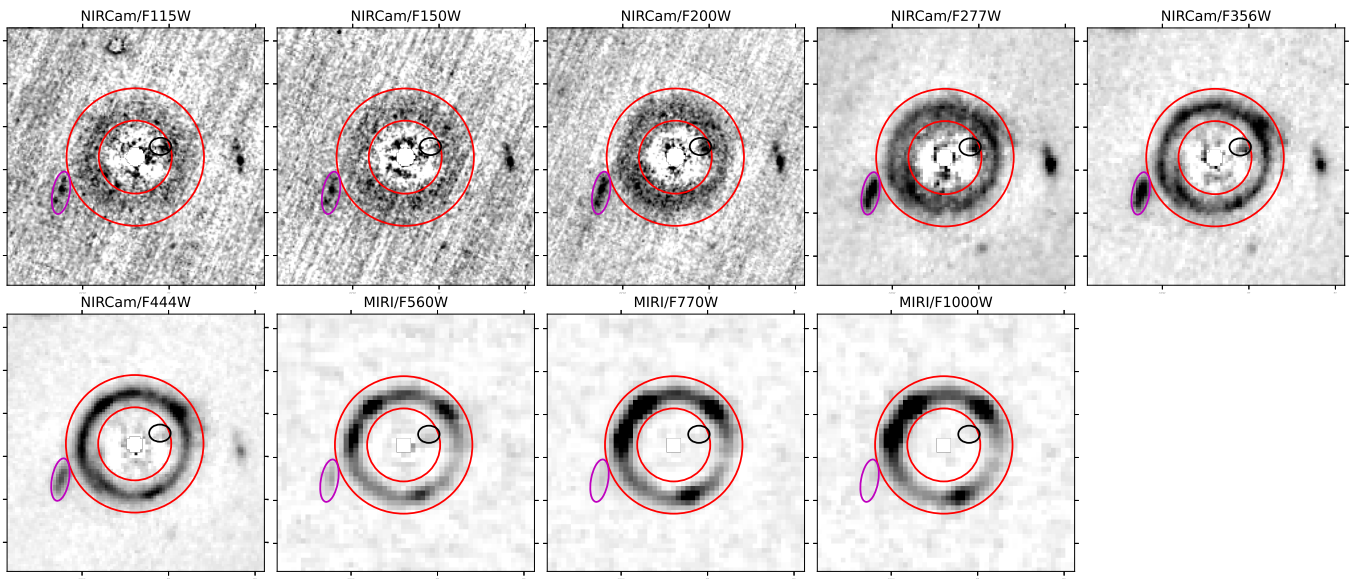 NIRCam/F115W
NIRCam/F150W
NIRCam/F200W
NIRCam/F277W
NIRCam/F356W
NIRCam/F444W
MIRI/F560W
MIRI/F770W
MIRI/F1000W